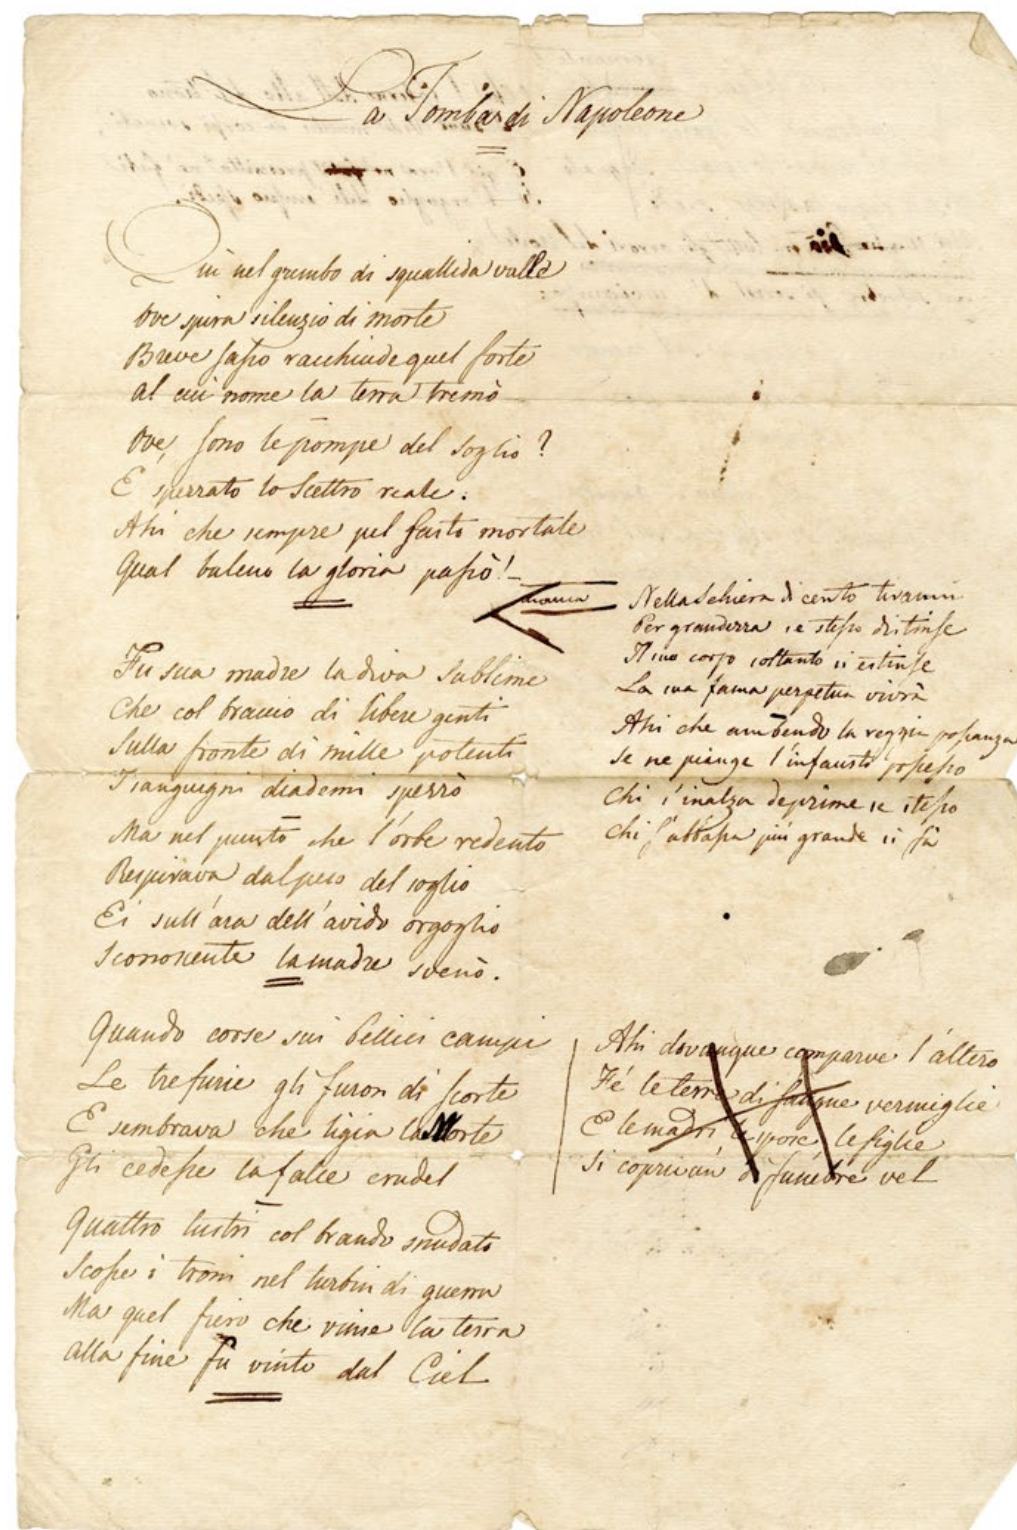 La Tomba di Napoleone
Quì nel grembo di squallida valle
Ove spira silenzio di morte
Breve sasso racchiude quel forte
Al cui nome la terra tremò
Ove sono le pompe del soglio?
E spezzato lo Scettro reale.
Ahi che sempre pel fasto mortale
Qual baleno la gloria passò!
manca
Nella Schiera di cento tiranni
Per grandezza se stesso distinse
Il suo corpo soltanto si estinse
La sua fama perpetua vivrà
Ahi che ambendo la reggia possanza
Se ne piange l'infausto possesso
Chi s'inalza deprime se stesso
Chi s'abbassa più grande si fà
Fu sua madre la diva sublime
Che col braccio di libere genti
Sulla fronte di mille potenti
I sanguigni diademi spezzò
Ma nel punto che l'orbe redento
Respirava dal peso del soglio
Ei sull'ara dell'avido orgoglio
Sconoscente la madre svenò.
Quando corse sui bellici campi
Le tre furie gli furon di scorte
E sembrava che ligia la Morte
Gli cedesse la falce crudel
Ahi dovunque comparve l'altero
Fé le terre di sangue vermiglie
E le madri le spose le figlie
Si coprivan di funebre vel
Quattro lustri col brando snudato
Scosse i troni nel turbin di guerra
Ma quel fiero che vinse la terra
Alla fine fu vinto dal Ciel